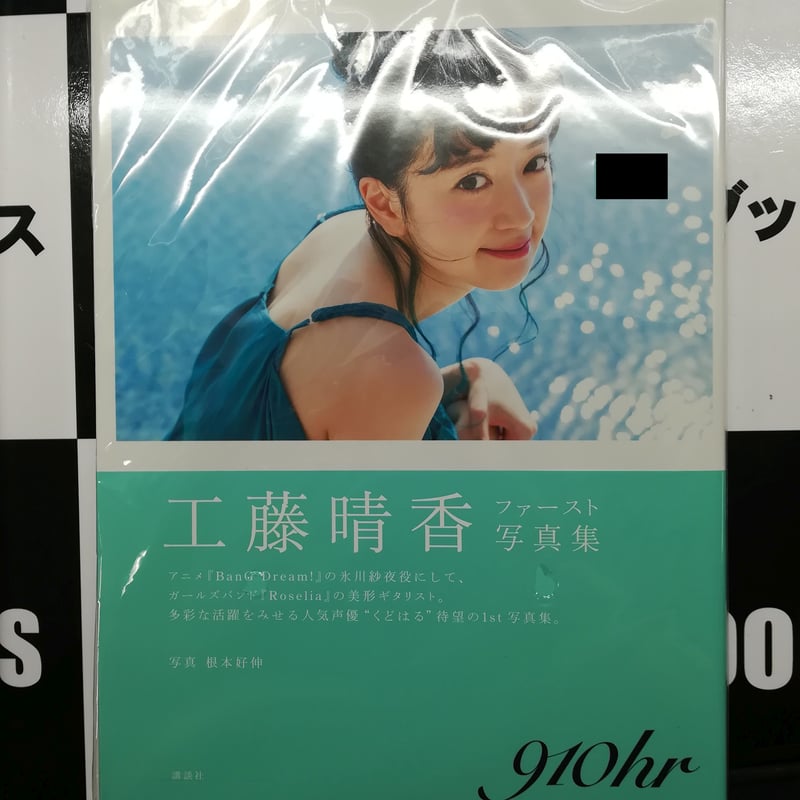 ス
ブッ
工藤晴香
ファースト
写真集
アニメ『BanG Dream!』の氷川紗夜役にして、
ガールズバンド『Roselia』の美形ギタリスト。
多彩な活躍をみせる人気声優“くどはる”待望の1st 写真集。
写真 根本好伸
S
OO
910hr
講談社